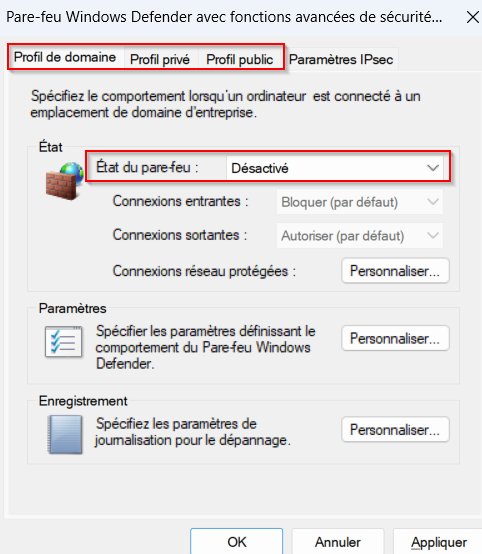 Pare-feu Windows Defender avec fonctions avancées de sécurité...
Profil de domaine Profil privé Profil public Paramètres IPsec
Spécifiez le comportement lorsqu'un ordinateur est connecté à un
emplacement de domaine d'entreprise.
État
État du pare-feu : Désactivé
Connexions entrantes : Bloquer (par défaut)
Connexions sortantes : Autoriser (par défaut)
Connexions réseau protégées : Personnaliser...
Paramètres
Spécifier les paramètres définissant le
comportement du Pare-feu Windows
Defender.
Personnaliser...
Enregistrement
Spécifiez les paramètres de
journalisation pour le dépannage.
Personnaliser...
OK Annuler Appliquer